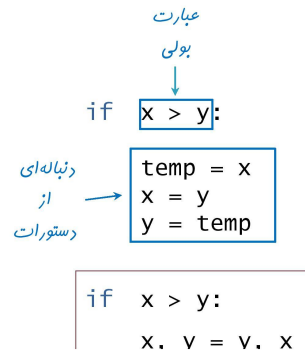 عبارت
بولی
if x > y:
temp = x
دنباله‌ای
x = y
از
y = temp
دستورات
if x > y:
x, y = y, x